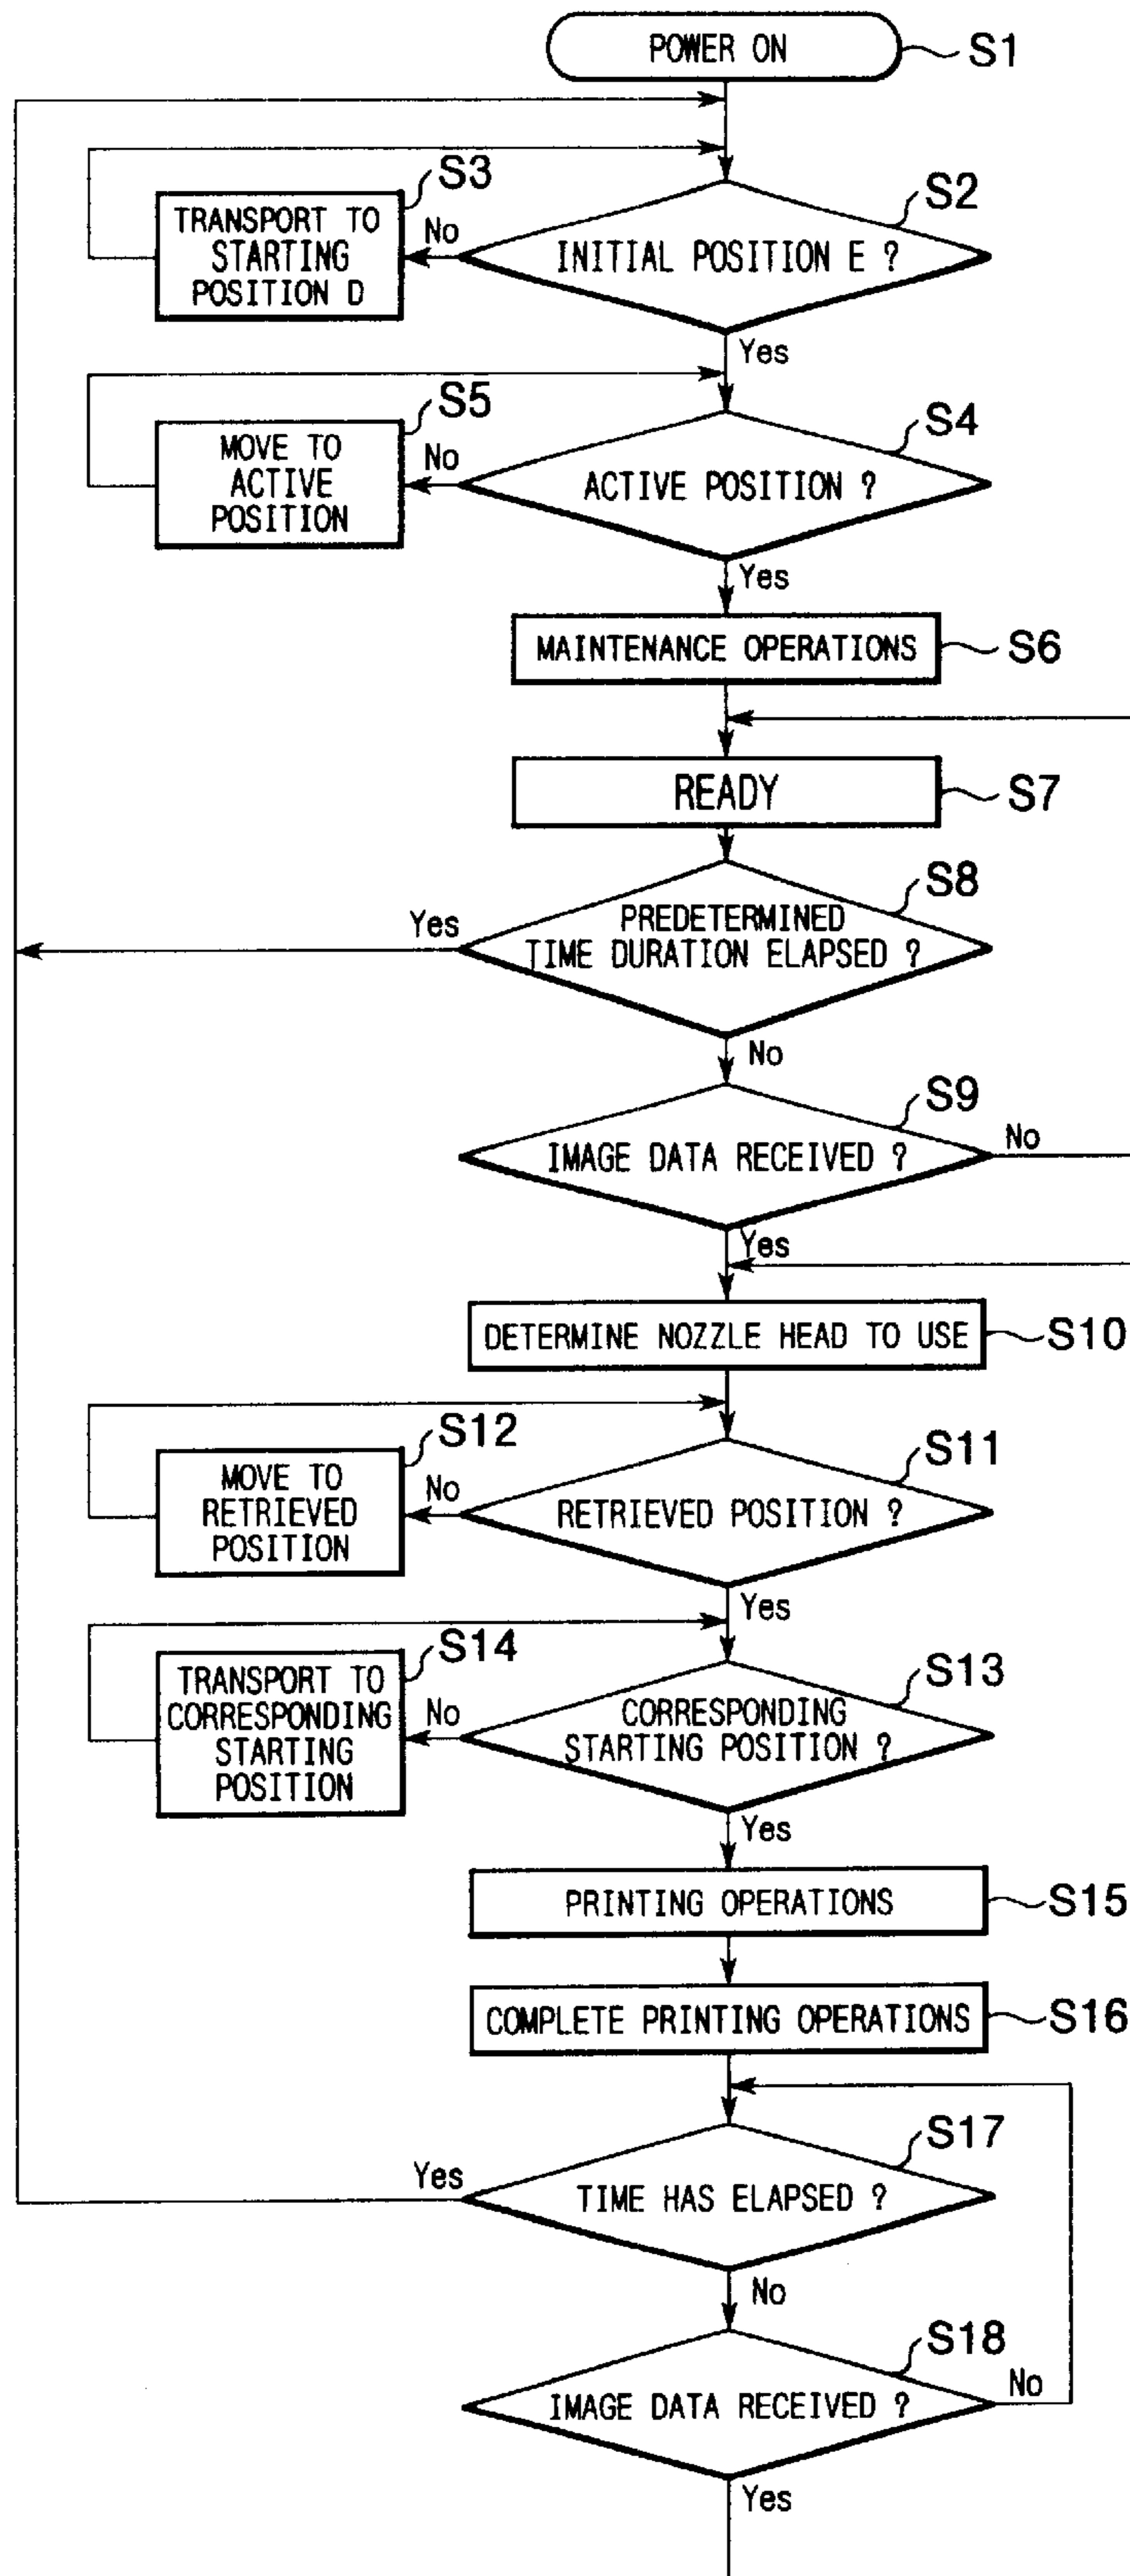 POWER ON
S1
S3
TRANSPORT TO
STARTING
POSITION D
No
S2
INITIAL POSITION E ?
Yes
S5
MOVE TO
ACTIVE
POSITION
No
S4
ACTIVE POSITION ?
Yes
MAINTENANCE OPERATIONS
S6
READY
S7
S8
Yes
PREDETERMINED
TIME DURATION ELAPSED ?
No
S9
IMAGE DATA RECEIVED ?
No
Yes
DETERMINE NOZZLE HEAD TO USE
S10
S12
MOVE TO
RETRIEVED
POSITION
No
S11
RETRIEVED POSITION ?
Yes
S14
TRANSPORT TO
CORRESPONDING
STARTING
POSITION
No
S13
CORRESPONDING
STARTING POSITION ?
Yes
PRINTING OPERATIONS
S15
COMPLETE PRINTING OPERATIONS
S16
S17
Yes
TIME HAS ELAPSED ?
No
S18
IMAGE DATA RECEIVED ?
No
Yes